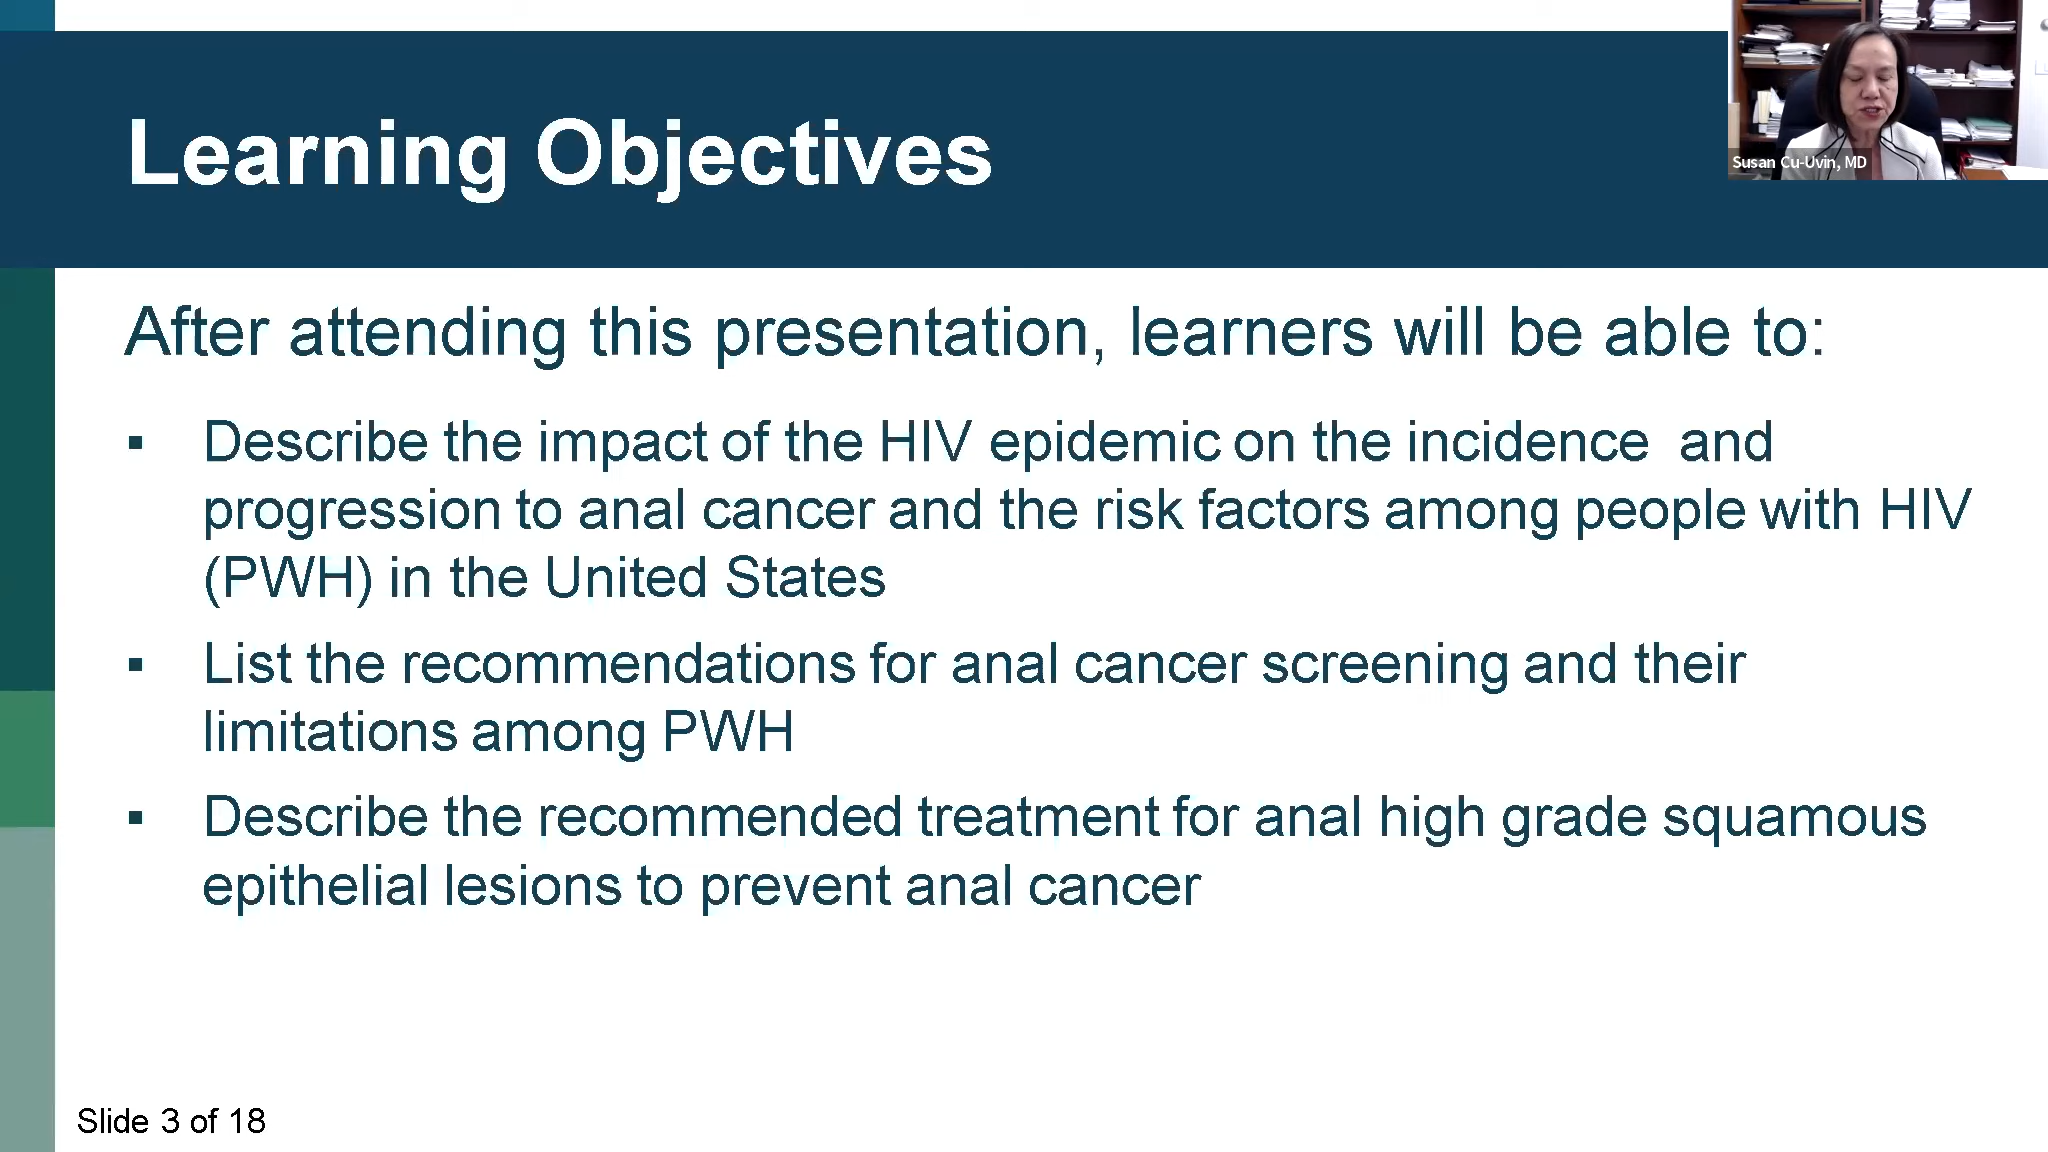 Learning Objectives
Susan Cu-Uvin, MD
After attending this presentation, learners will be able to:
▪ Describe the impact of the HIV epidemic on the incidence  and
progression to anal cancer and the risk factors among people with HIV
(PWH) in the United States
▪ List the recommendations for anal cancer screening and their
limitations among PWH
▪ Describe the recommended treatment for anal high grade squamous
epithelial lesions to prevent anal cancer
Slide 3 of 18